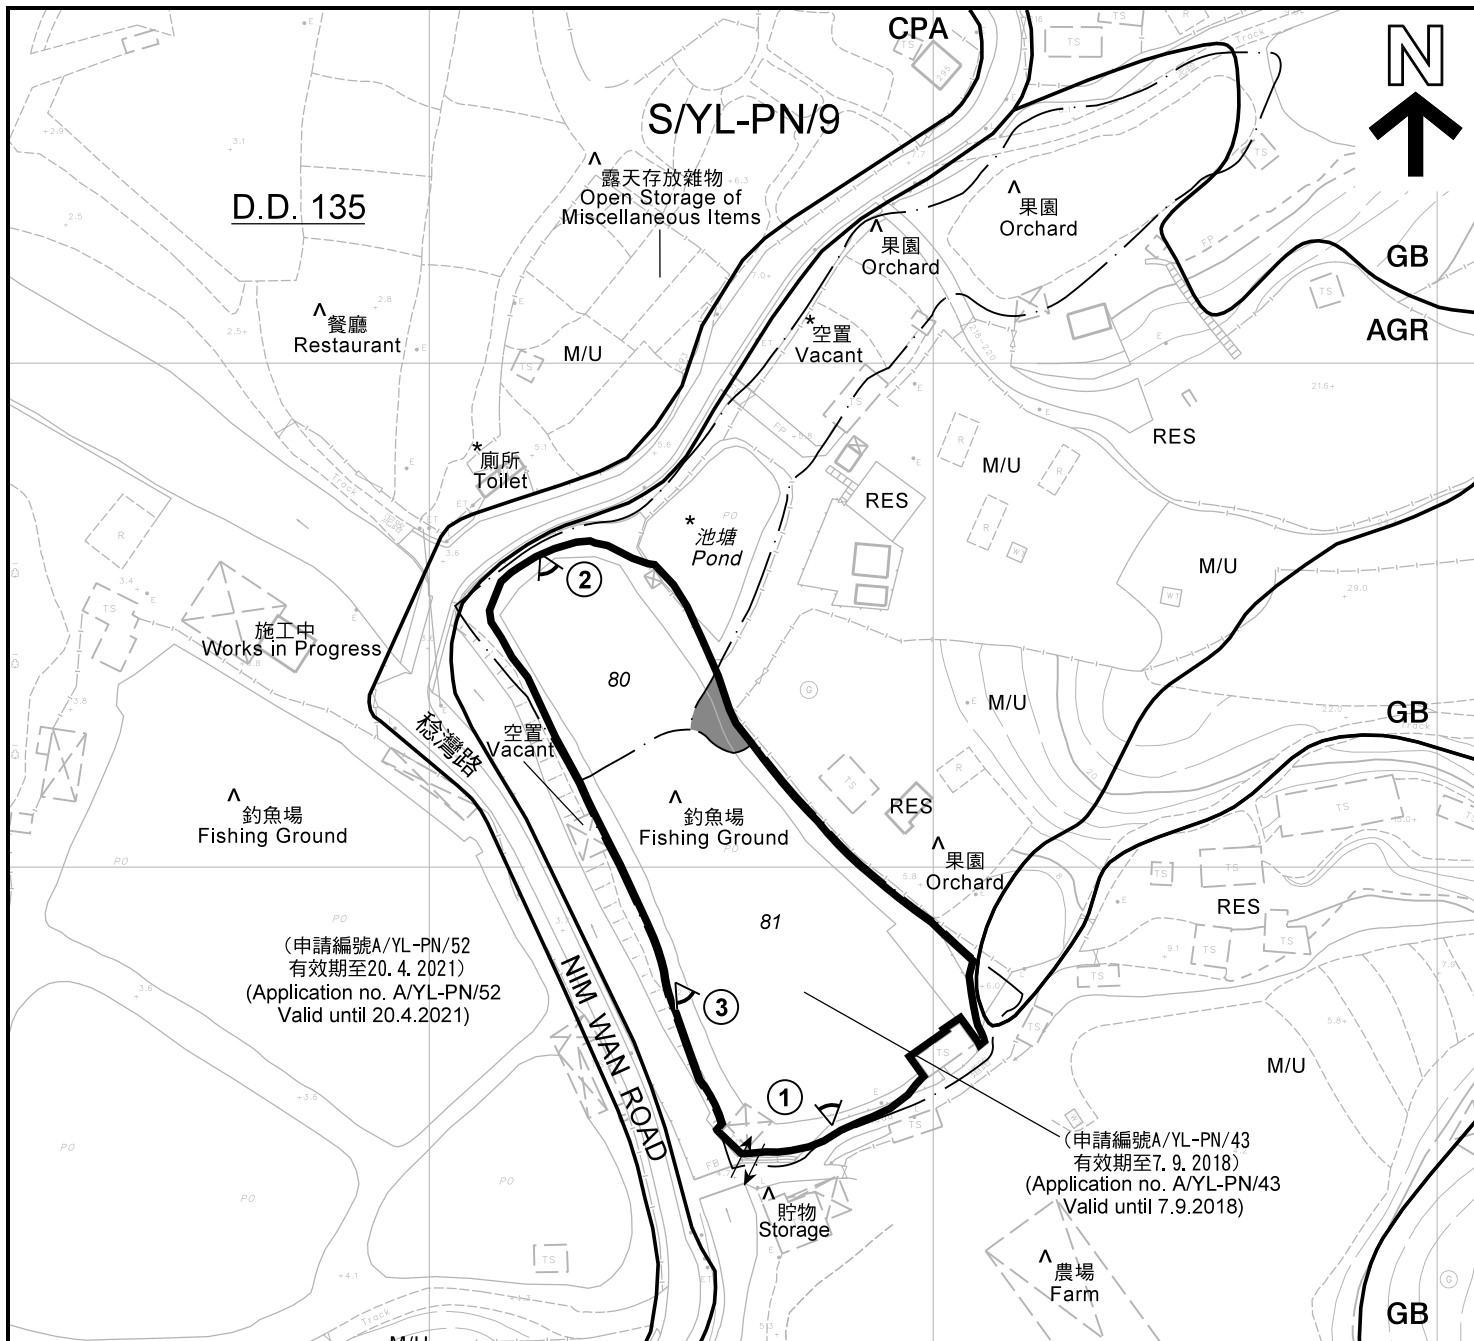 CPA
N
S/YL-PN/9
D.D. 135
露天存放雜物
Open Storage of
Miscellaneous Items
果園
Orchard
果園
Orchard
GB
AGR
餐廳
Restaurant
M/U
空置
Vacant
RES
M/U
RES
廁所
Toilet
池塘
Pond
M/U
施工中
Works in Progress
80
M/U
GB
稔灣路
空置
Vacant
釣魚場
Fishing Ground
釣魚場
Fishing Ground
RES
果園
Orchard
RES
81
(申請編號A/YL-PN/52
有效期至20.4.2021)
(Application no. A/YL-PN/52
Valid until 20.4.2021)
NIM WAN ROAD
1
2
3
M/U
(申請編號A/YL-PN/43
有效期至7.9.2018)
(Application no. A/YL-PN/43
Valid until 7.9.2018)
貯物
Storage
農場
Farm
GB
M/U